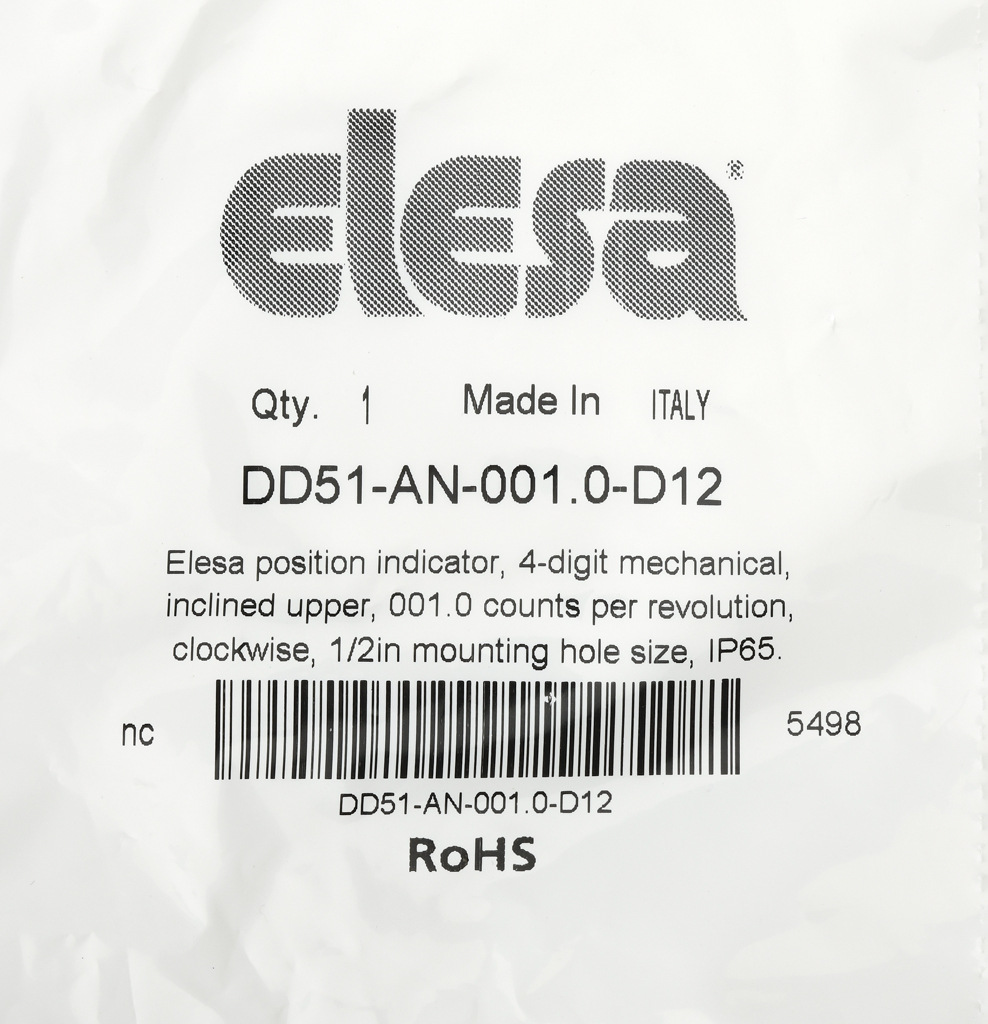 elesa®
Qty. 1 Made In ITALY
DD51-AN-001.0-D12
Elesa position indicator, 4-digit mechanical,
inclined upper, 001.0 counts per revolution,
clockwise, 1/2in mounting hole size, IP65.
nc 5498
DD51-AN-001.0-D12
RoHS